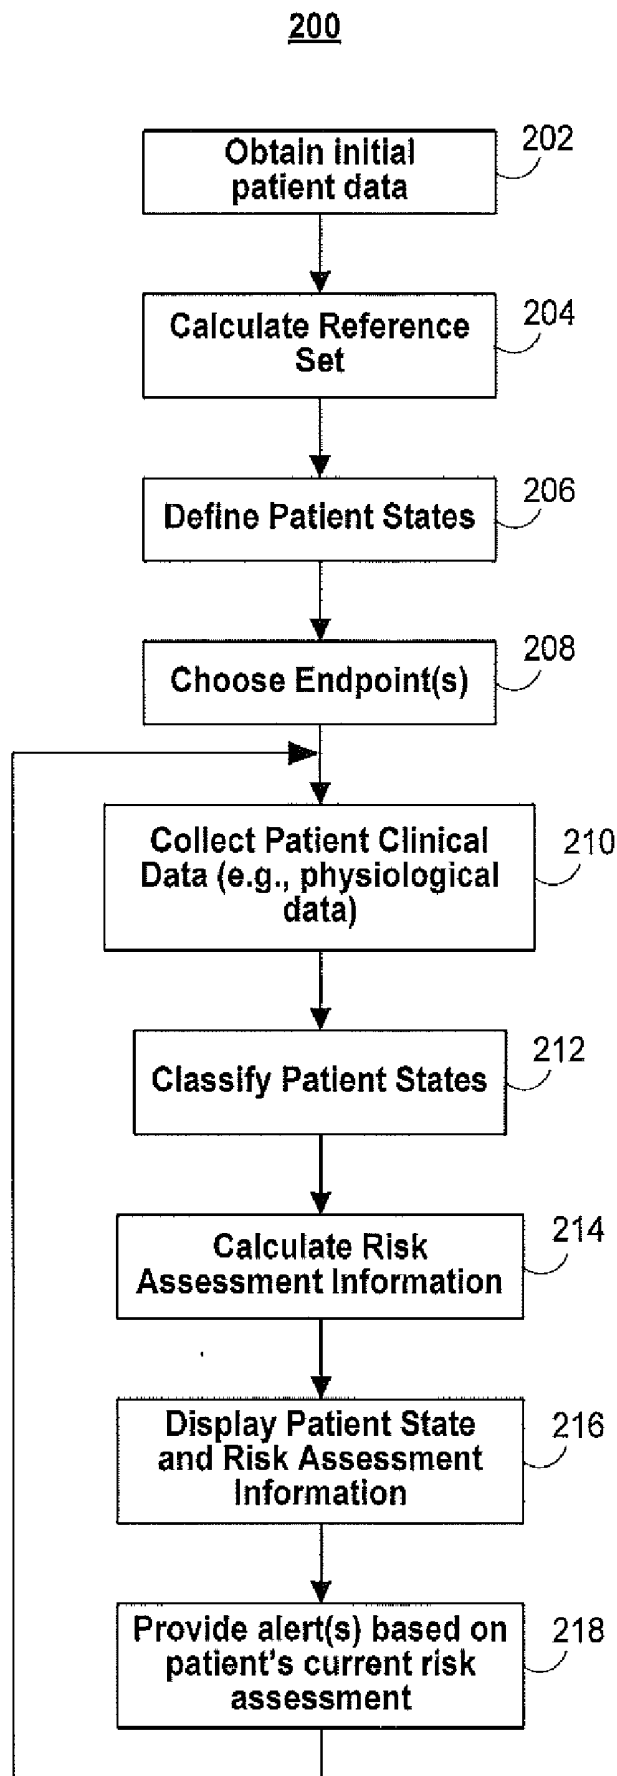 200
202
Obtain initial
patient data
204
Calculate Reference
Set
206
Define Patient States
208
Choose Endpoint(s)
210
Collect Patient Clinical
Data (e.g., physiological
data)
212
Classify Patient States
214
Calculate Risk
Assessment Information
216
Display Patient State
and Risk Assessment
Information
218
Provide alert(s) based on
patient's current risk
assessment